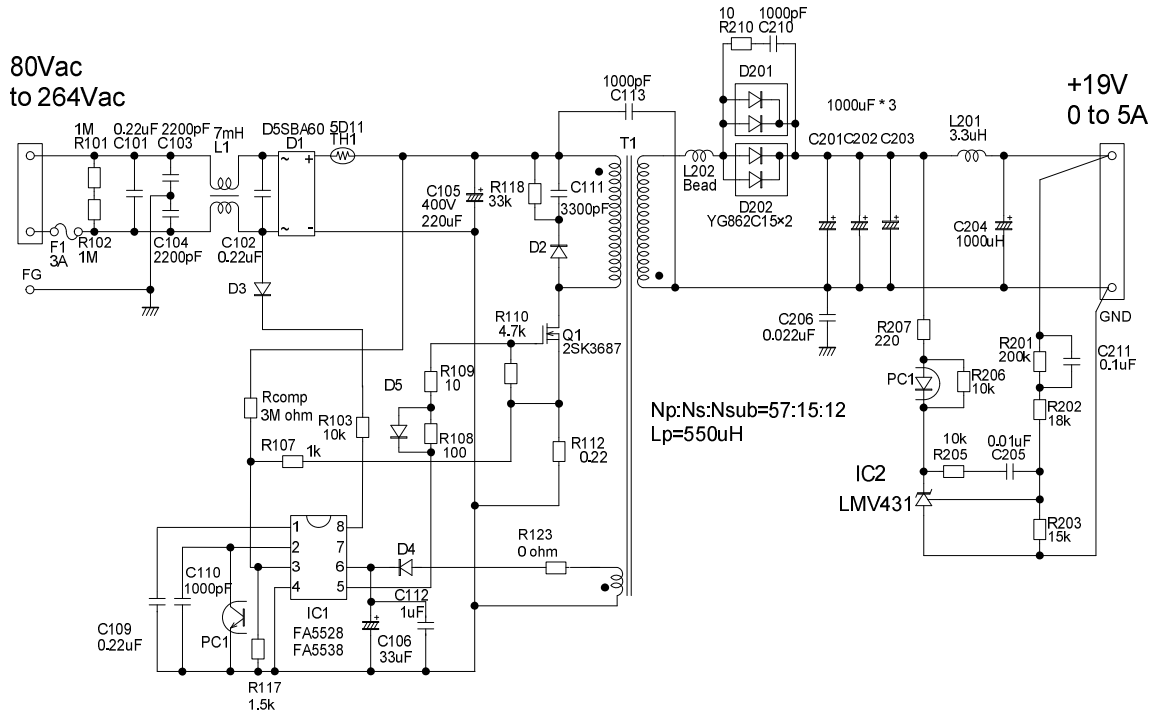 80Vac
to 264Vac
1M
R101
0.22uF
C101
2200pF
C103
7mH
L1
D5SBA60
D1
5D11
TH1
~
+
~
-
F1
3A
R102
1M
C104
2200pF
C102
0.22uF
FG
D3
C105
400V
220uF
+
R118
33k
C111
3300pF
D2
1000pF
C113
T1
10
R210
1000pF
C210
D201
L202
Bead
D202
YG862C15×2
1000uF * 3
C201
C202
C203
+
+
+
L201
3.3uH
+19V
0 to 5A
C204
1000uH
+
GND
C206
0.022uF
R110
4.7k
Q1
2SK3687
R109
10
D5
R108
100
R112
0.22
Rcomp
3M ohm
R103
10k
R107
1k
Np:Ns:Nsub=57:15:12
Lp=550uH
R207
220
PC1
R206
10k
R201
200k
C211
0.1uF
R202
18k
10k
R205
0.01uF
C205
IC2
LMV431
R203
15k
1
2
3
4
8
7
6
5
IC1
FA5528
FA5538
D4
R123
0 ohm
C112
1uF
C106
33uF
+
C110
1000pF
C109
0.22uF
PC1
R117
1.5k